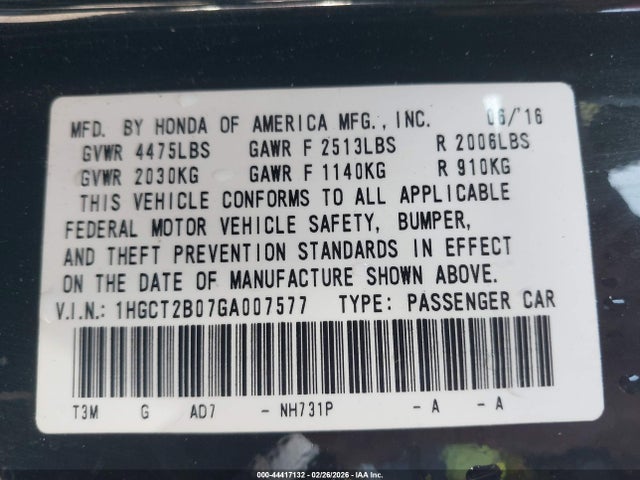 MFD. BY HONDA OF AMERICA MFG., INC. 06/'16
GVWR 4475LBS GAWR F 2513LBS R 2006LBS
GVWR 2030KG GAWR F 1140KG R 910KG
THIS VEHICLE CONFORMS TO ALL APPLICABLE
FEDERAL MOTOR VEHICLE SAFETY, BUMPER,
AND THEFT PREVENTION STANDARDS IN EFFECT
ON THE DATE OF MANUFACTURE SHOWN ABOVE.
V.I.N.: 1HGCT2B07GA007577 TYPE: PASSENGER CAR
T3M G AD7 - NH731P - A - A
000-44417132 - 02/26/2026 - IAA Inc.